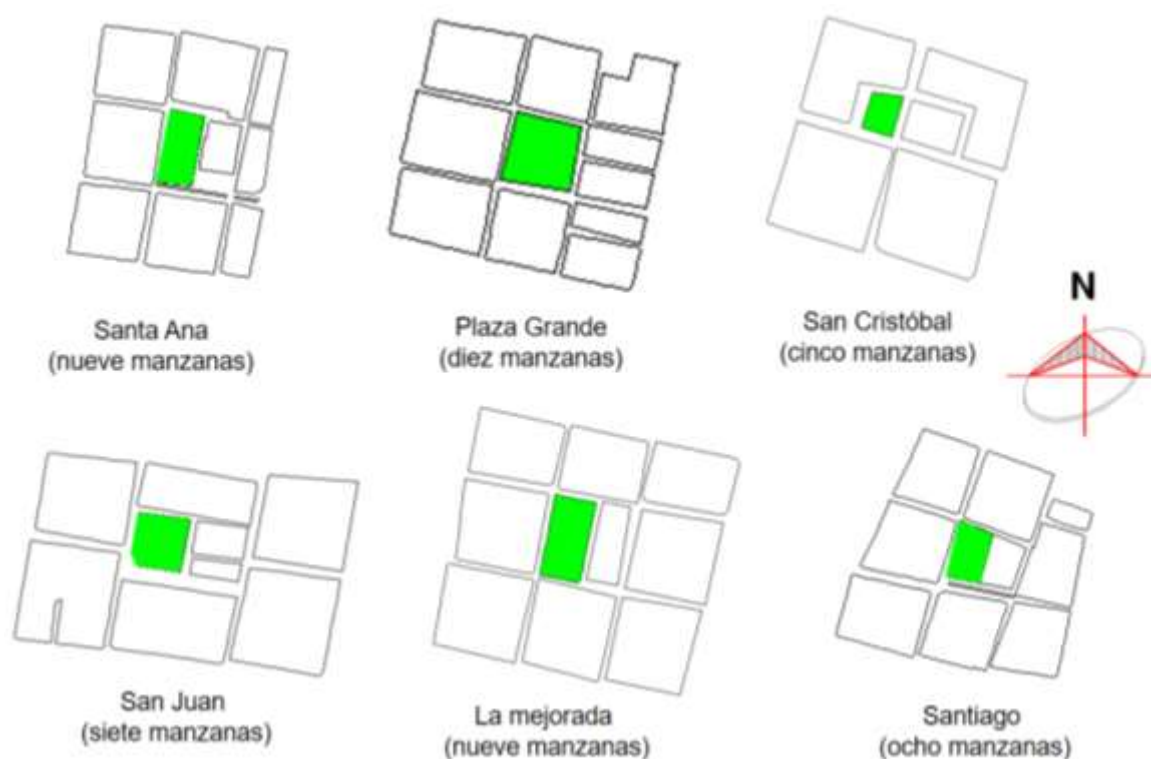 Santa Ana
(nueve manzanas)
Plaza Grande
(diez manzanas)
San Cristóbal
(cinco manzanas)
N
San Juan
(siete manzanas)
La mejorada
(nueve manzanas)
Santiago
(ocho manzanas)